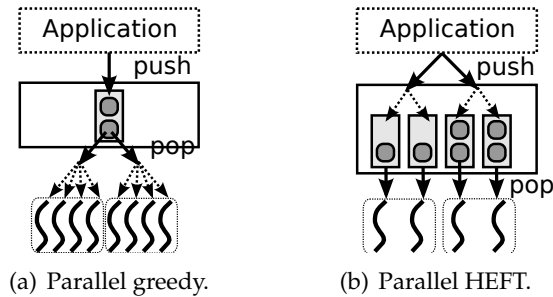 Application
push
pop
(a) Parallel greedy.
Application
push
pop
(b) Parallel HEFT.